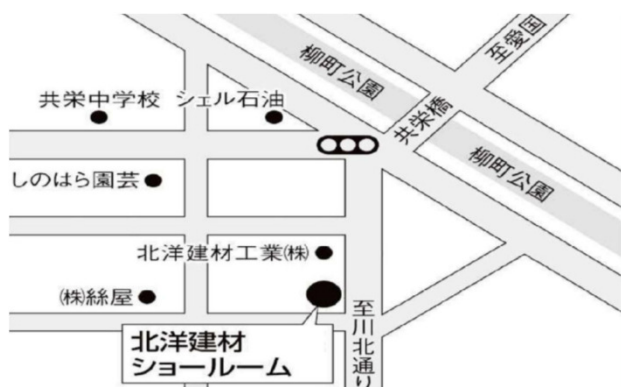 至愛国
柳町公園
共栄中学校
シェル石油
共栄橋
柳町公園
しのはら園芸
北洋建材工業㈱
㈱絲屋
至川北通り
北洋建材
ショールーム